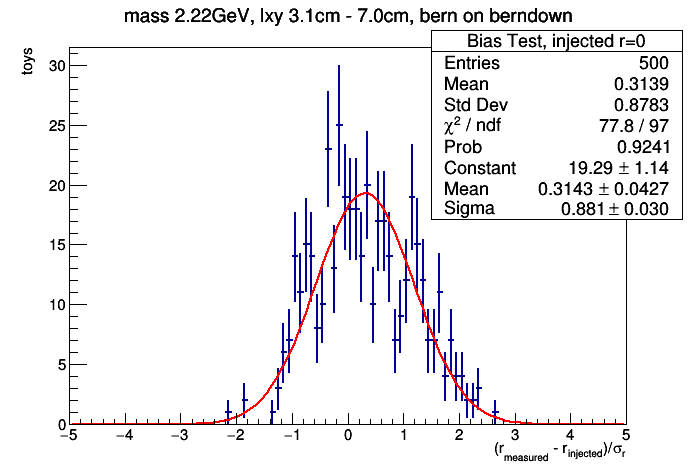 mass 2.22GeV, lxy 3.1cm - 7.0cm, bern on berndown
Bias Test, injected r=0
Entries 500
Mean 0.3139
Std Dev 0.8783
χ² / ndf 77.8 / 97
Prob 0.9241
Constant 19.29 ± 1.14
Mean 0.3143 ± 0.0427
Sigma 0.881 ± 0.030
toys
30
25
20
15
10
5
0
−5 −4 −3 −2 −1 0 1 2 3 4 5
(r_measured - r_injected)/σ_r